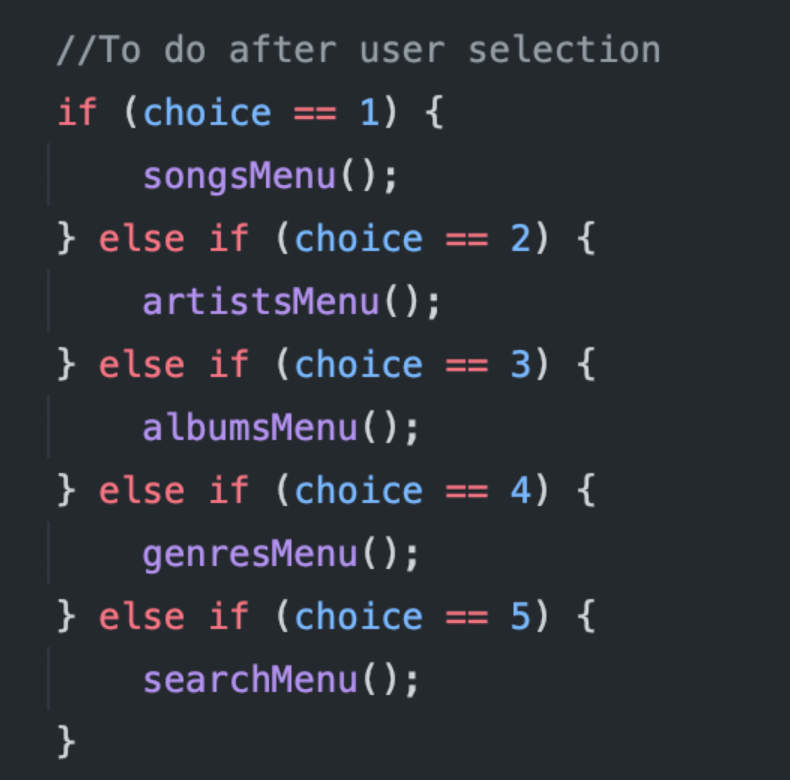 //To do after user selection
if (choice == 1) {
songsMenu();
} else if (choice == 2) {
artistsMenu();
} else if (choice == 3) {
albumsMenu();
} else if (choice == 4) {
genresMenu();
} else if (choice == 5) {
searchMenu();
}